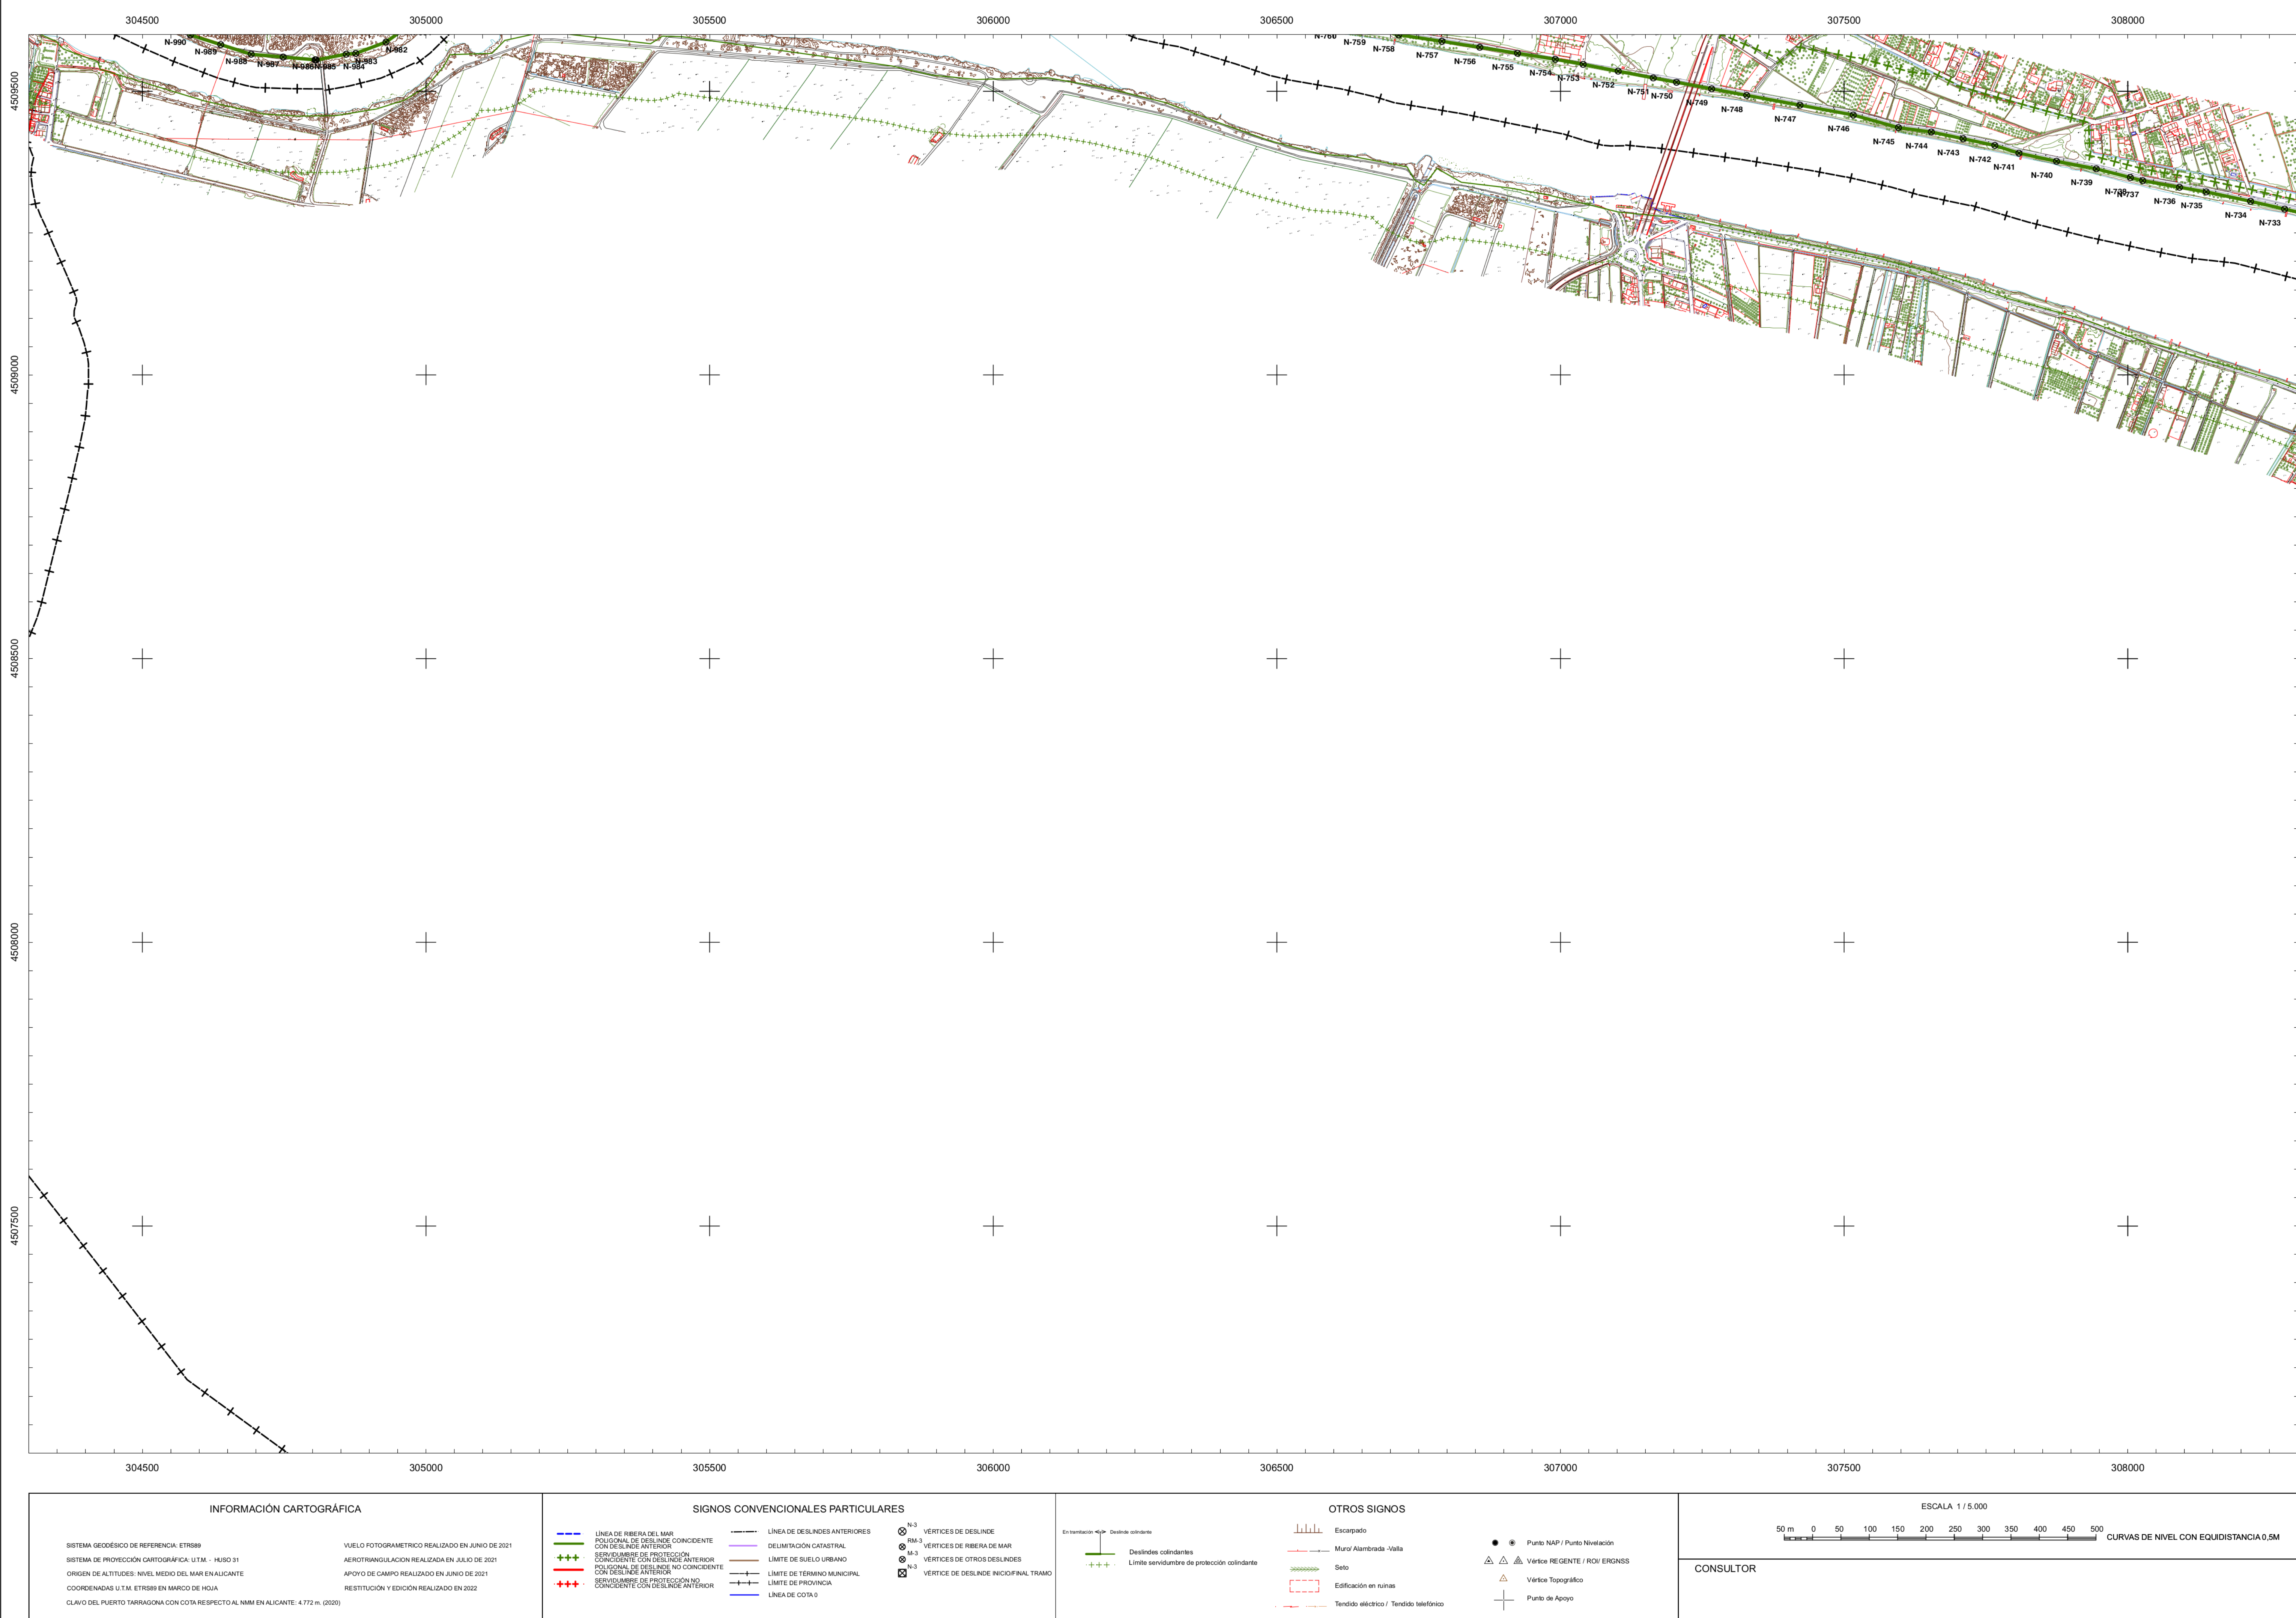 304500 305000 305500 306000 306500 307000 307500 308000
N-990
N-989
N-988
N-987
N-986
N-985
N-984
N-983
N-982
N-760
N-759
N-758
N-757
N-756
N-755
N-754
N-753
N-752
N-751
N-750
N-749
N-748
N-747
N-746
N-745
N-744
N-743
N-742
N-741
N-740
N-739
N-738
N-737
N-736
N-735
N-734
N-733
4509500
4509000
4508500
4508000
4507500
304500 305000 305500 306000 306500 307000 307500 308000
INFORMACIÓN CARTOGRÁFICA
SISTEMA GEODÉSICO DE REFERENCIA: ETRS89
SISTEMA DE PROYECCIÓN CARTOGRÁFICA: U.T.M. - HUSO 31
ORIGEN DE ALTITUDES: NIVEL MEDIO DEL MAR EN ALICANTE
COORDENADAS U.T.M. ETRS89 EN MARCO DE HOJA
CLAVO DEL PUERTO TARRAGONA CON COTA RESPECTO AL NMM EN ALICANTE: 4.772 m. (2020)
VUELO FOTOGRAMETRICO REALIZADO EN JUNIO DE 2021
AEROTRIANGULACION REALIZADA EN JULIO DE 2021
APOYO DE CAMPO REALIZADO EN JUNIO DE 2021
RESTITUCIÓN Y EDICIÓN REALIZADO EN 2022
SIGNOS CONVENCIONALES PARTICULARES
LÍNEA DE RIBERA DEL MAR
POLIGONAL DE DESLINDE COINCIDENTE
CON DESLINDE ANTERIOR
SERVIDUMBRE DE PROTECCIÓN
COINCIDENTE CON DESLINDE ANTERIOR
POLIGONAL DE DESLINDE NO COINCIDENTE
CON DESLINDE ANTERIOR
SERVIDUMBRE DE PROTECCIÓN NO
COINCIDENTE CON DESLINDE ANTERIOR
LÍNEA DE DESLINDES ANTERIORES
DELIMITACIÓN CATASTRAL
LÍMITE DE SUELO URBANO
LÍMITE DE TÉRMINO MUNICIPAL
LÍMITE DE PROVINCIA
LÍNEA DE COTA 0
N-3
VÉRTICES DE DESLINDE
RM-3
VÉRTICES DE RIBERA DE MAR
M-3
VÉRTICES DE OTROS DESLINDES
N-3
VÉRTICE DE DESLINDE INICIO/FINAL TRAMO
En tramitación Deslinde colindante
Deslindes colindantes
Límite servidumbre de protección colindante
OTROS SIGNOS
Escarpado
Muro/ Alambrada -Valla
Seto
Edificación en ruinas
Tendido eléctrico / Tendido telefónico
Punto NAP / Punto Nivelación
Vértice REGENTE / ROI/ ERGNSS
Vértice Topográfico
Punto de Apoyo
ESCALA 1 / 5.000
50 m 0 50 100 150 200 250 300 350 400 450 500
CURVAS DE NIVEL CON EQUIDISTANCIA 0,5M
CONSULTOR